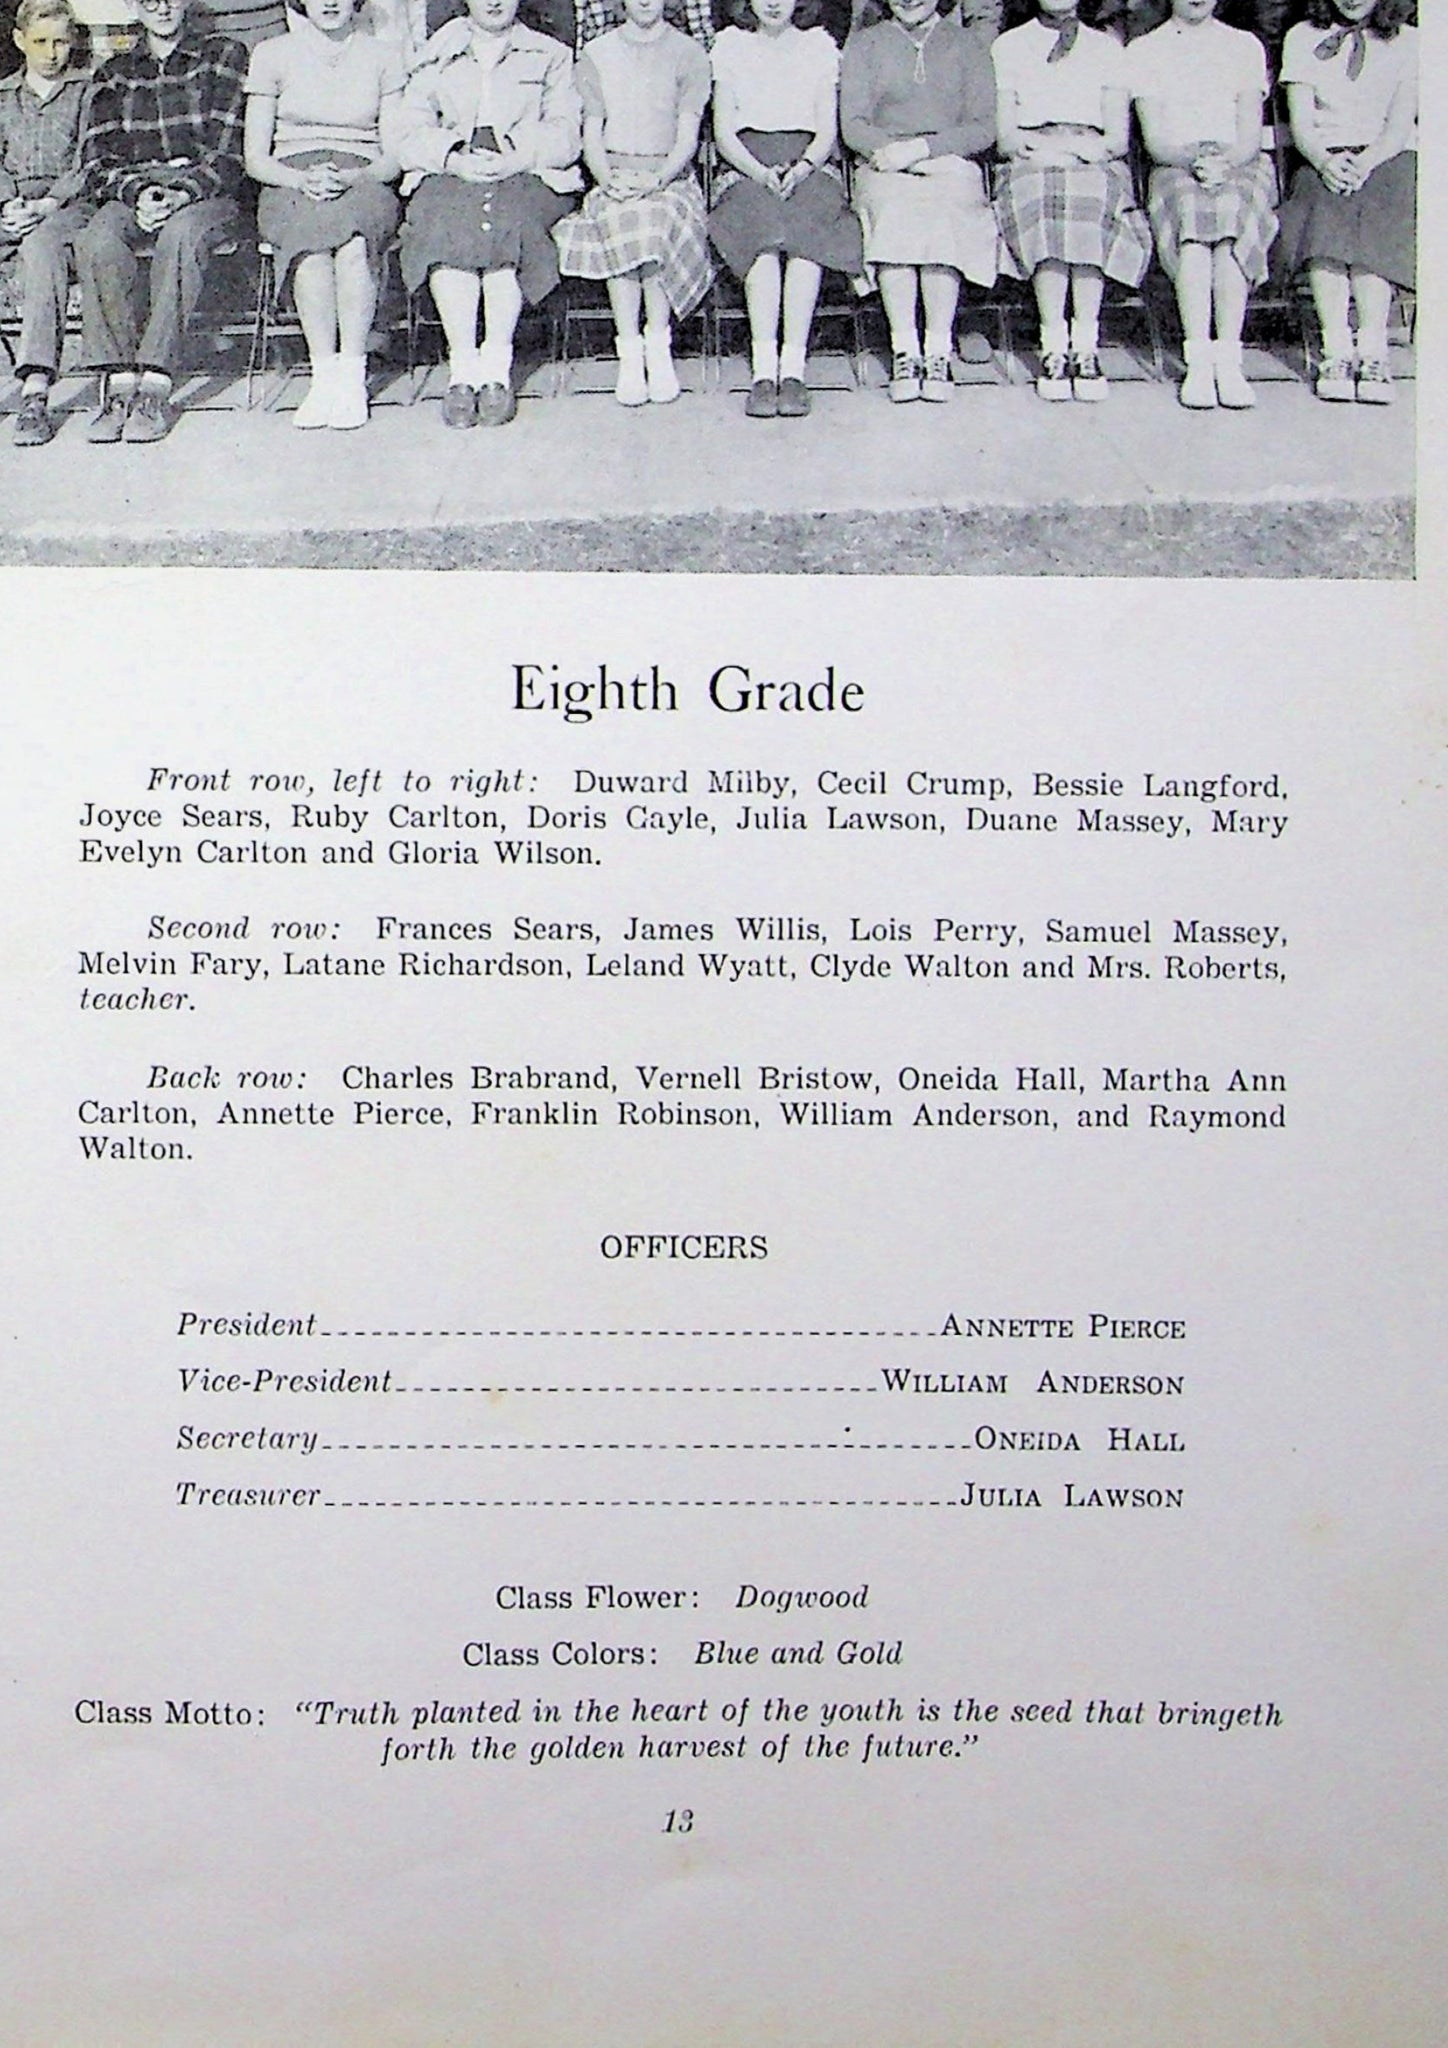 Eighth Grade
Front row, left to right: Duward Milby, Cecil Crump, Bessie Langford,
Joyce Sears, Ruby Carlton, Doris Gayle, Julia Lawson, Duane Massey, Mary
Evelyn Carlton and Gloria Wilson.
Second row: Frances Sears, James Willis, Lois Perry, Samuel Massey,
Melvin Fary, Latane Richardson, Leland Wyatt, Clyde Walton and Mrs. Roberts,
teacher.
Back row: Charles Brabrand, Vernell Bristow, Oneida Hall, Martha Ann
Carlton, Annette Pierce, Franklin Robinson, William Anderson, and Raymond
Walton.
OFFICERS
President ANNETTE PIERCE
Vice-President WILLIAM ANDERSON
Secretary ONEIDA HALL
Treasurer JULIA LAWSON
Class Flower: Dogwood
Class Colors: Blue and Gold
Class Motto: "Truth planted in the heart of the youth is the seed that bringeth
forth the golden harvest of the future."
13